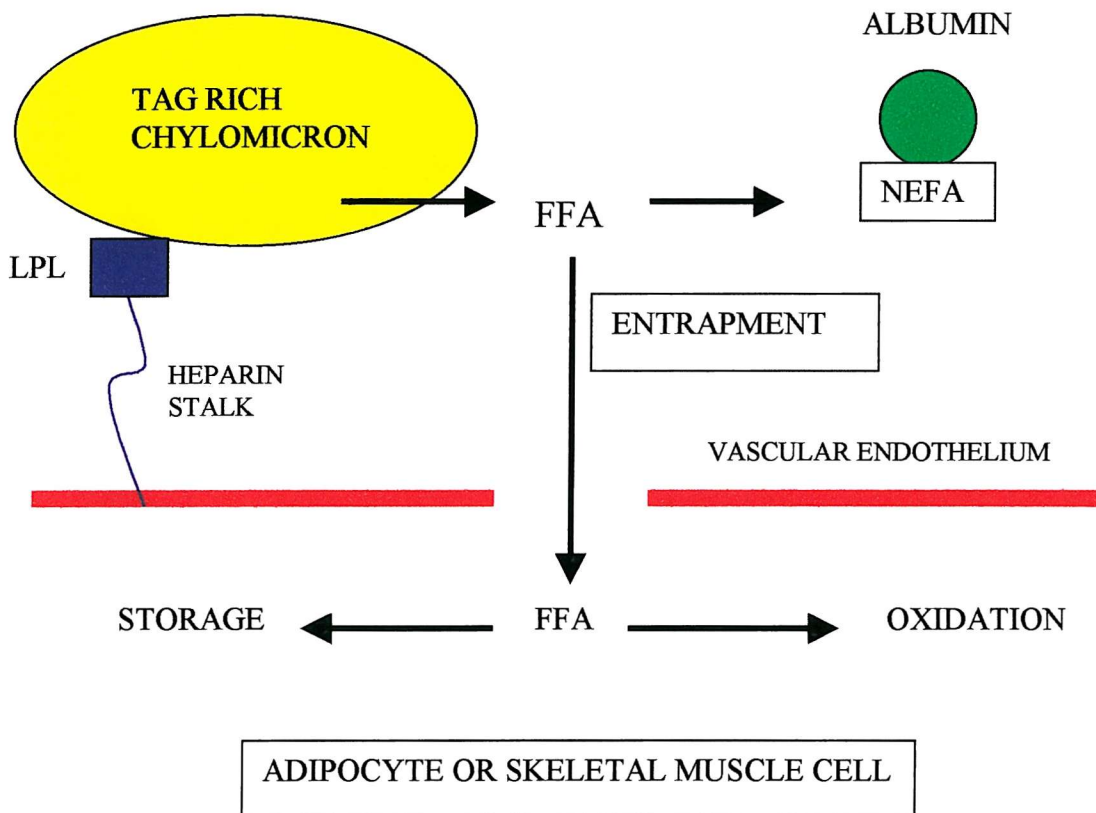 ALBUMIN
TAG RICH
CHYLOMICRON
NEFA
FFA
LPL
ENTRAPMENT
HEPARIN
STALK
VASCULAR ENDOTHELIUM
STORAGE
FFA
OXIDATION
ADIPOCYTE OR SKELETAL MUSCLE CELL